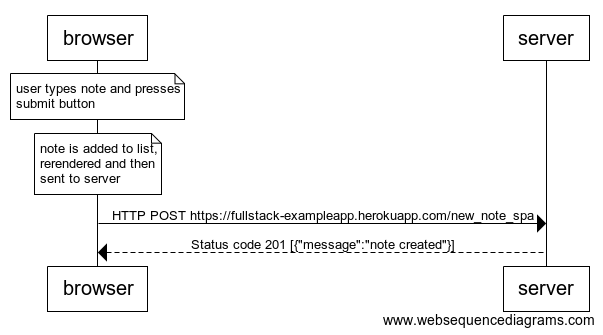 browser
server
user types note and presses
submit button
note is added to list,
rerendered and then
sent to server
HTTP POST https://fullstack-exampleapp.herokuapp.com/new_note_spa
Status code 201 [{"message":"note created"}]
browser
server
www.websequencediagrams.com